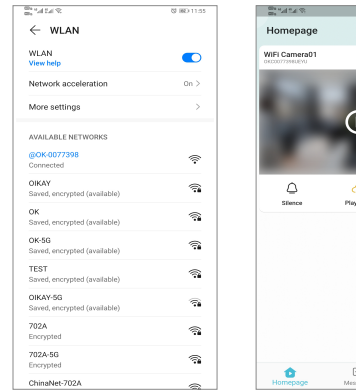 11:55
WLAN
WLAN
View help
Network acceleration On
More settings
AVAILABLE NETWORKS
@OK-0077398
Connected
OIKAY
Saved, encrypted (available)
OK
Saved, encrypted (available)
OK-5G
Saved, encrypted (available)
TEST
Saved, encrypted (available)
OIKAY-5G
Saved, encrypted (available)
702A
Encrypted
702A-5G
Encrypted
ChinaNet-702A
Homepage
WIFI Camera01
Silence
Play
Homepage
Mess